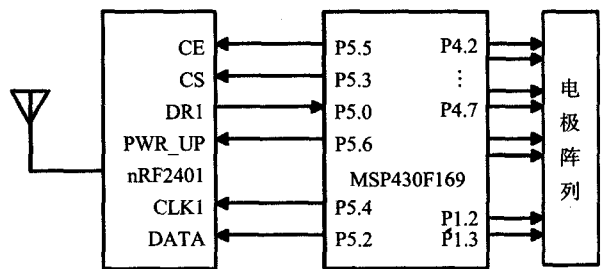 CE P5.5 P4.2
CS P5.3 ⋮
DR1 P5.0 P4.7
PWR_UP P5.6
nRF2401 MSP430F169
CLK1 P5.4 P1.2
DATA P5.2 P1.3
电
极
阵
列